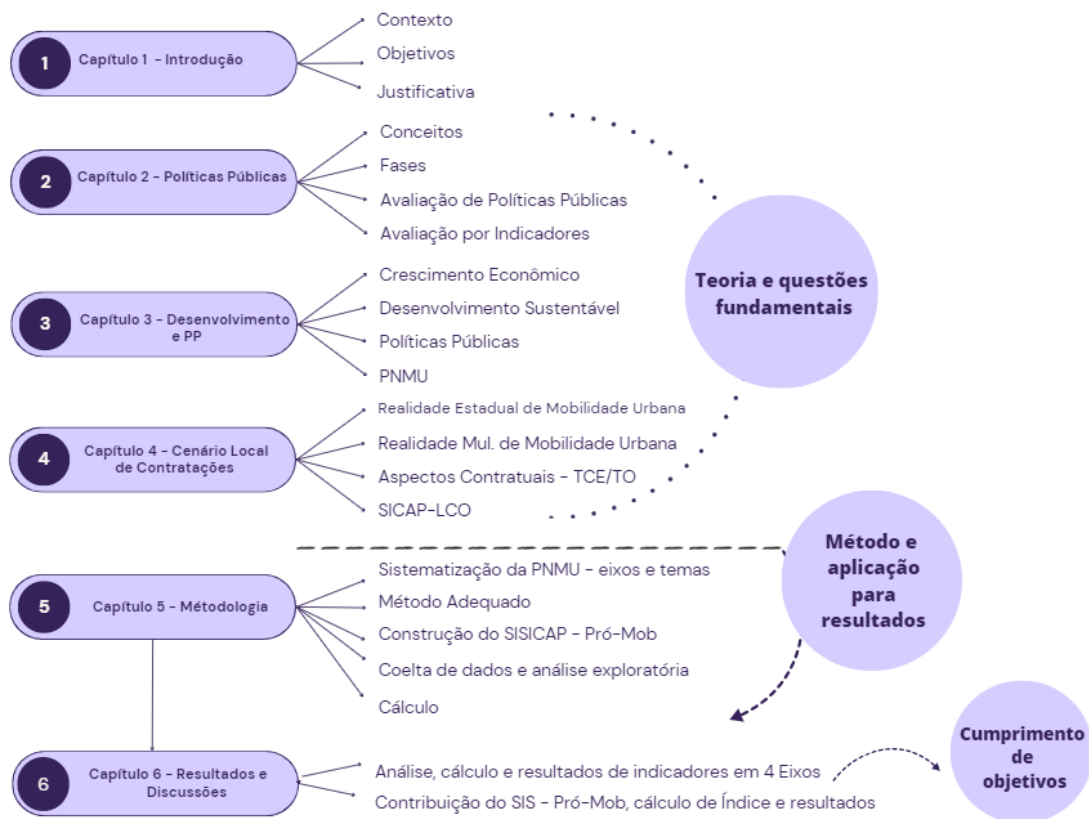 1
Capítulo 1 - Introdução
Contexto
Objetivos
Justificativa
2
Capítulo 2 - Políticas Públicas
Conceitos
Fases
Avaliação de Políticas Públicas
Avaliação por Indicadores
3
Capítulo 3 - Desenvolvimento
e PP
Crescimento Econômico
Desenvolvimento Sustentável
Políticas Públicas
PNMU
4
Capítulo 4 - Cenário Local
de Contratações
Realidade Estadual de Mobilidade Urbana
Realidade Mul. de Mobilidade Urbana
Aspectos Contratuais - TCE/TO
SICAP-LCO
Teoria e questões
fundamentais
5
Capítulo 5 - Métodologia
Sistematização da PNMU - eixos e temas
Método Adequado
Construção do SISICAP - Pró-Mob
Coelta de dados e análise exploratória
Cálculo
Método e
aplicação
para
resultados
6
Capítulo 6 - Resultados e
Discussões
Análise, cálculo e resultados de indicadores em 4 Eixos
Contribuição do SIS - Pró-Mob, cálculo de Índice e resultados
Cumprimento
de
objetivos